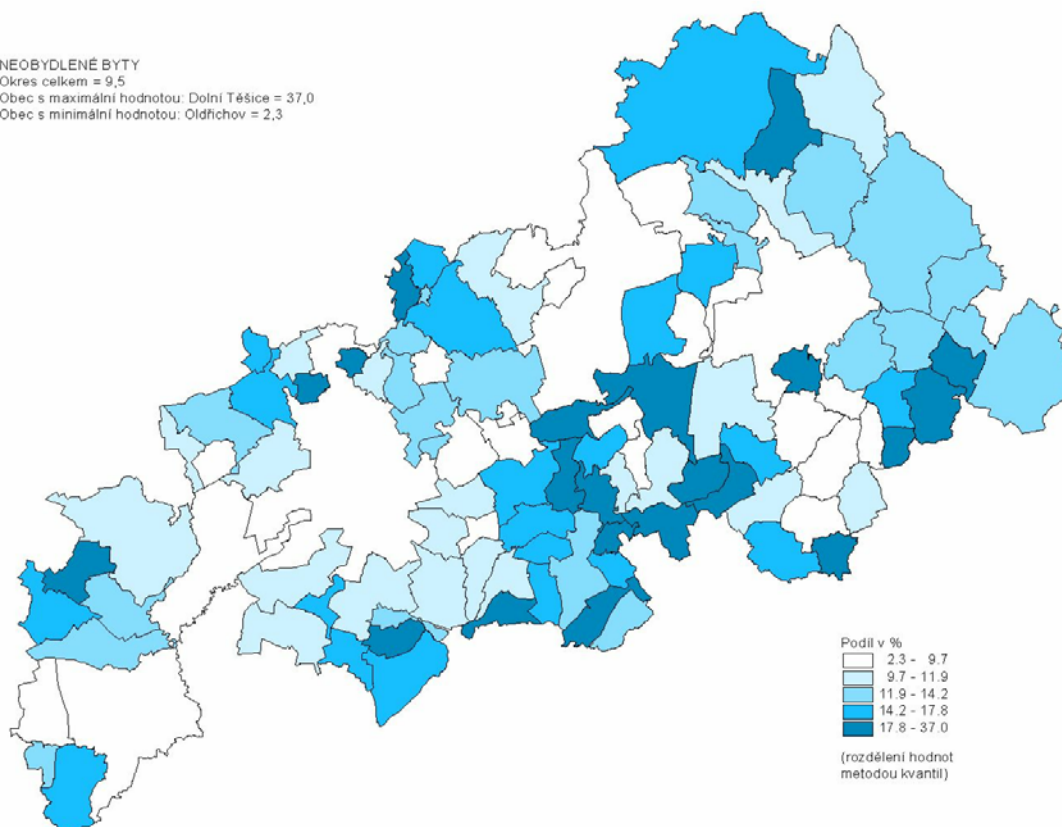 NEOBYDLENÉ BYTY
Okres celkem = 9,5
Obec s maximální hodnotou: Dolní Těšice = 37,0
Obec s minimální hodnotou: Oldřichov = 2,3
Podíl v %
2.3 - 9.7
9.7 - 11.9
11.9 - 14.2
14.2 - 17.8
17.8 - 37.0
(rozdělení hodnot
metodou kvantil)